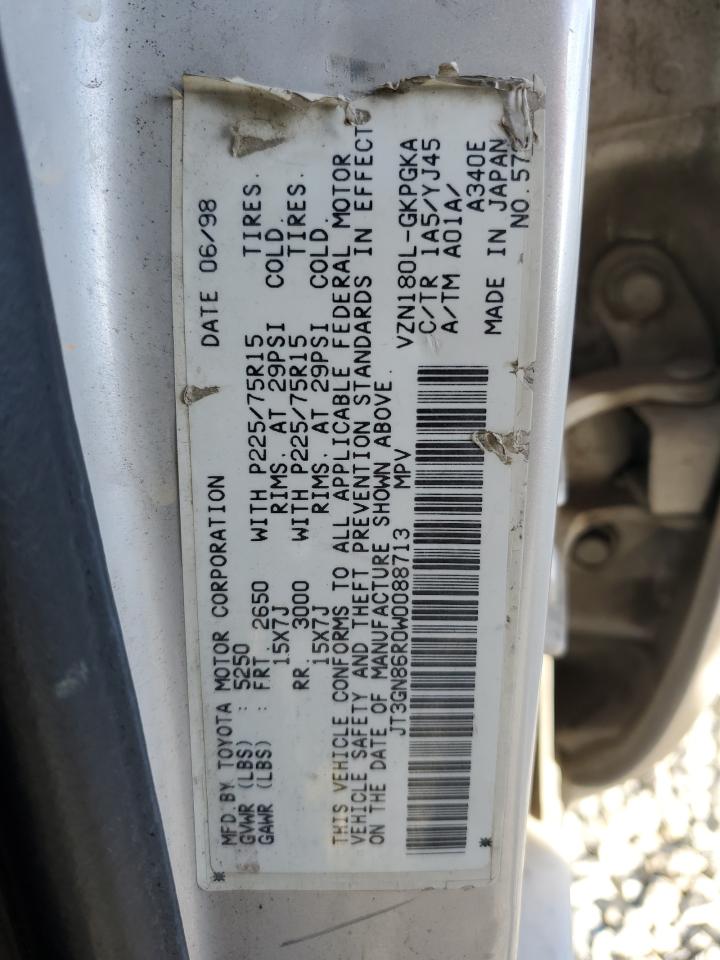 MFD. BY TOYOTA MOTOR CORPORATION DATE 06/98
GVWR (LBS) : 5250
GAWR (LBS) : FRT. 2650 WITH P225/75R15 TIRES.
15X7J RIMS. AT 29PSI COLD.
RR. 3000 WITH P225/75R15 TIRES.
15X7J RIMS. AT 29PSI COLD.
THIS VEHICLE CONFORMS TO ALL APPLICABLE FEDERAL MOTOR
VEHICLE SAFETY AND THEFT PREVENTION STANDARDS IN EFFECT
ON THE DATE OF MANUFACTURE SHOWN ABOVE.
JT3GN86R0W0088713 MPV
VZN180L-GKPGKA
C/TR 1A5/YJ45
A/TM A01A/
A340E
MADE IN JAPAN
NO.